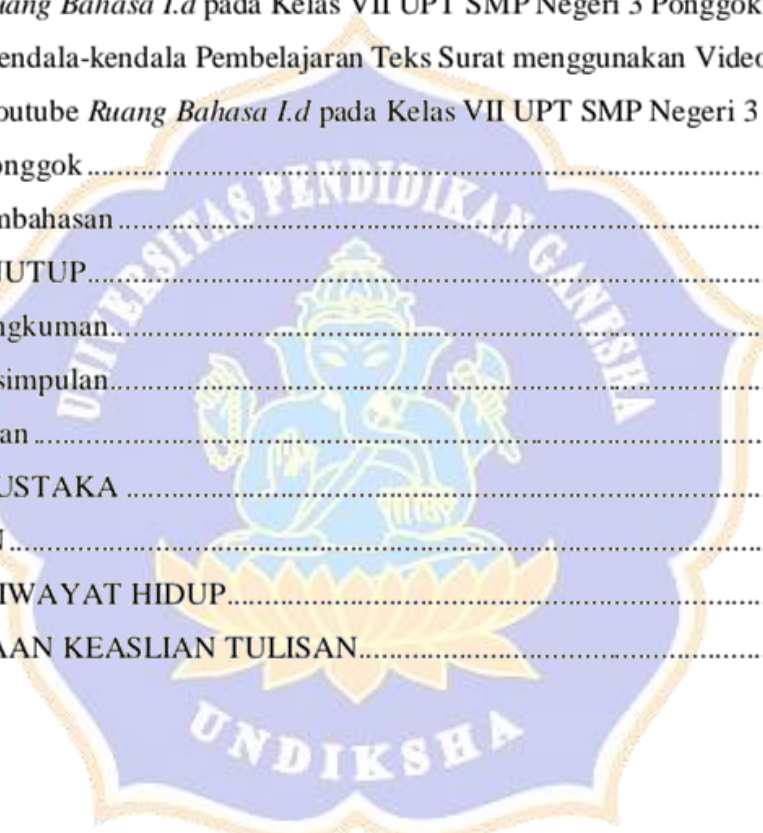 uang Bahasa I.d pada Kelas VII UPT SMP Negeri 3 Ponggok
endala-kendala Pembelajaran Teks Surat menggunakan Video
outube Ruang Bahasa I.d pada Kelas VII UPT SMP Negeri 3
onggok ........................................................................
mbahasan ........................................................................
NUTUP........................................................................
ngkuman........................................................................
simpulan........................................................................
an ........................................................................
USTAKA ........................................................................
N ........................................................................
IWAYAT HIDUP........................................................................
AAN KEASLIAN TULISAN........................................................................
UNIVERSITAS PENDIDIKAN GANESHA
UNDIKSHA